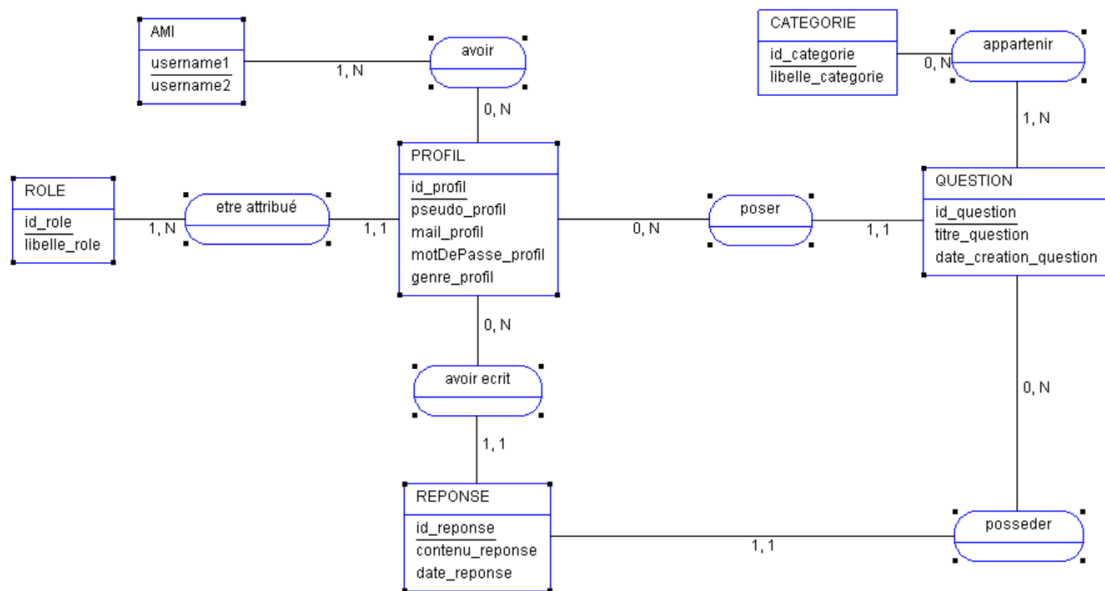 AMI
username1
username2
avoir
1, N
0, N
CATEGORIE
id_categorie
libelle_categorie
0, N
appartenir
1, N
ROLE
id_role
libelle_role
1, N
etre attribué
1, 1
PROFIL
id_profil
pseudo_profil
mail_profil
motDePasse_profil
genre_profil
0, N
poser
1, 1
QUESTION
id_question
titre_question
date_creation_question
0, N
avoir ecrit
1, 1
0, N
REPONSE
id_reponse
contenu_reponse
date_reponse
1, 1
posseder